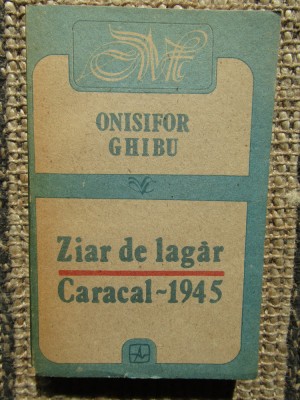 ONISIFOR
GHIBU
Ziar de lagăr
Caracal~1945